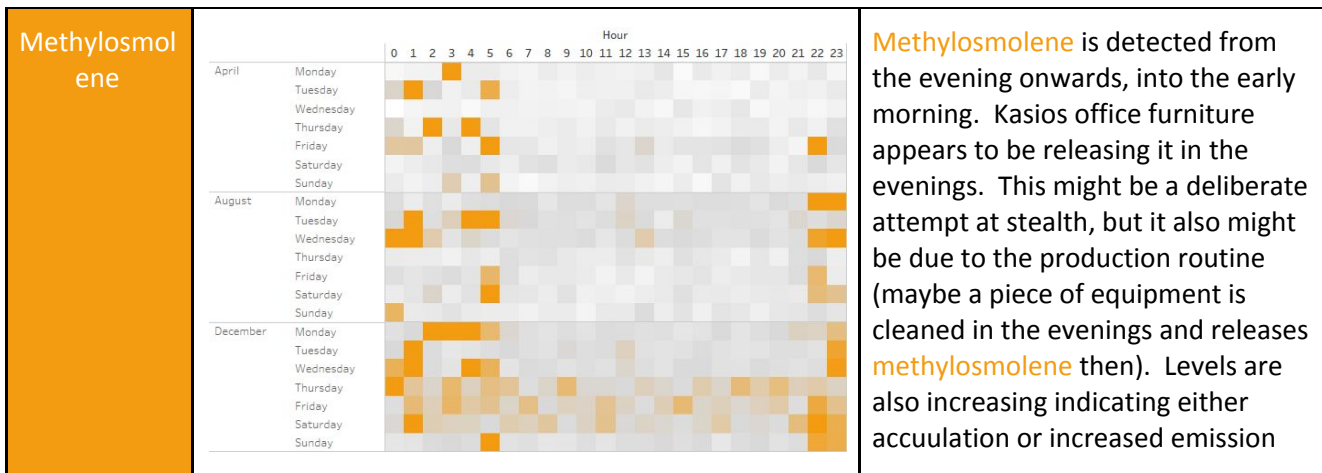 Methylosmol
ene
Hour
0 1 2 3 4 5 6 7 8 9 10 11 12 13 14 15 16 17 18 19 20 21 22 23
April Monday
Tuesday
Wednesday
Thursday
Friday
Saturday
Sunday
August Monday
Tuesday
Wednesday
Thursday
Friday
Saturday
Sunday
December Monday
Tuesday
Wednesday
Thursday
Friday
Saturday
Sunday
Methylosmolene is detected from
the evening onwards, into the early
morning. Kasios office furniture
appears to be releasing it in the
evenings. This might be a deliberate
attempt at stealth, but it also might
be due to the production routine
(maybe a piece of equipment is
cleaned in the evenings and releases
methylosmolene then). Levels are
also increasing indicating either
accuulation or increased emission